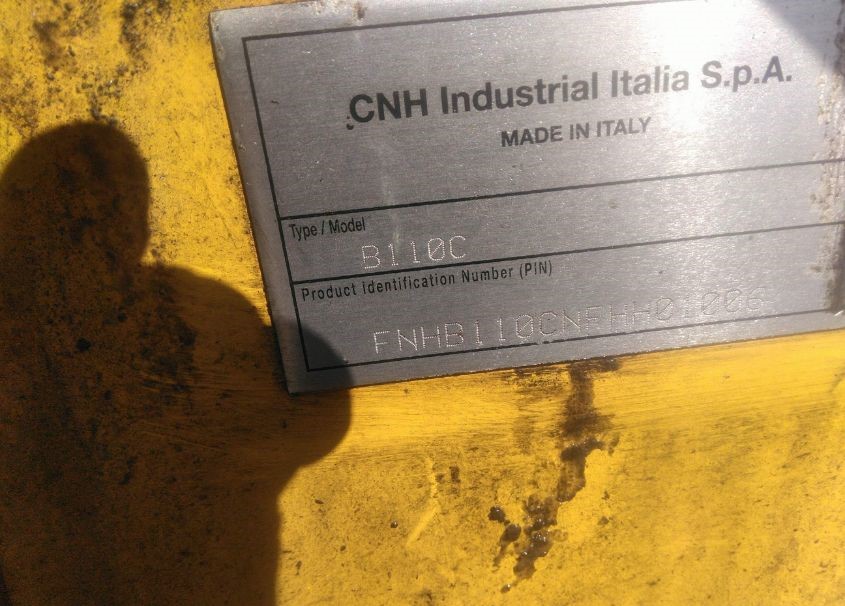 CNH Industrial Italia S.p.A.
MADE IN ITALY
Type / Model
B110C
Product Identification Number (PIN)
FNHB110CNFHH01006